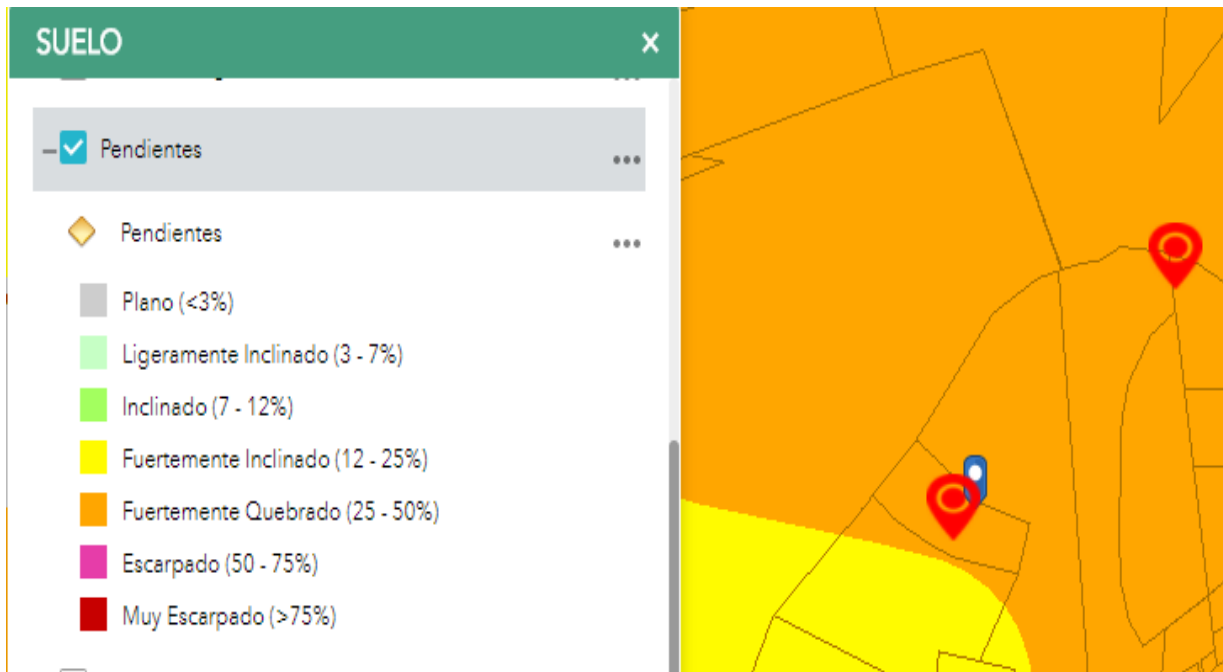 SUELO
Pendientes
Pendientes
Plano (<3%)
Ligeramente Inclinado (3 - 7%)
Inclinado (7 - 12%)
Fuertemente Inclinado (12 - 25%)
Fuertemente Quebrado (25 - 50%)
Escarpado (50 - 75%)
Muy Escarpado (>75%)